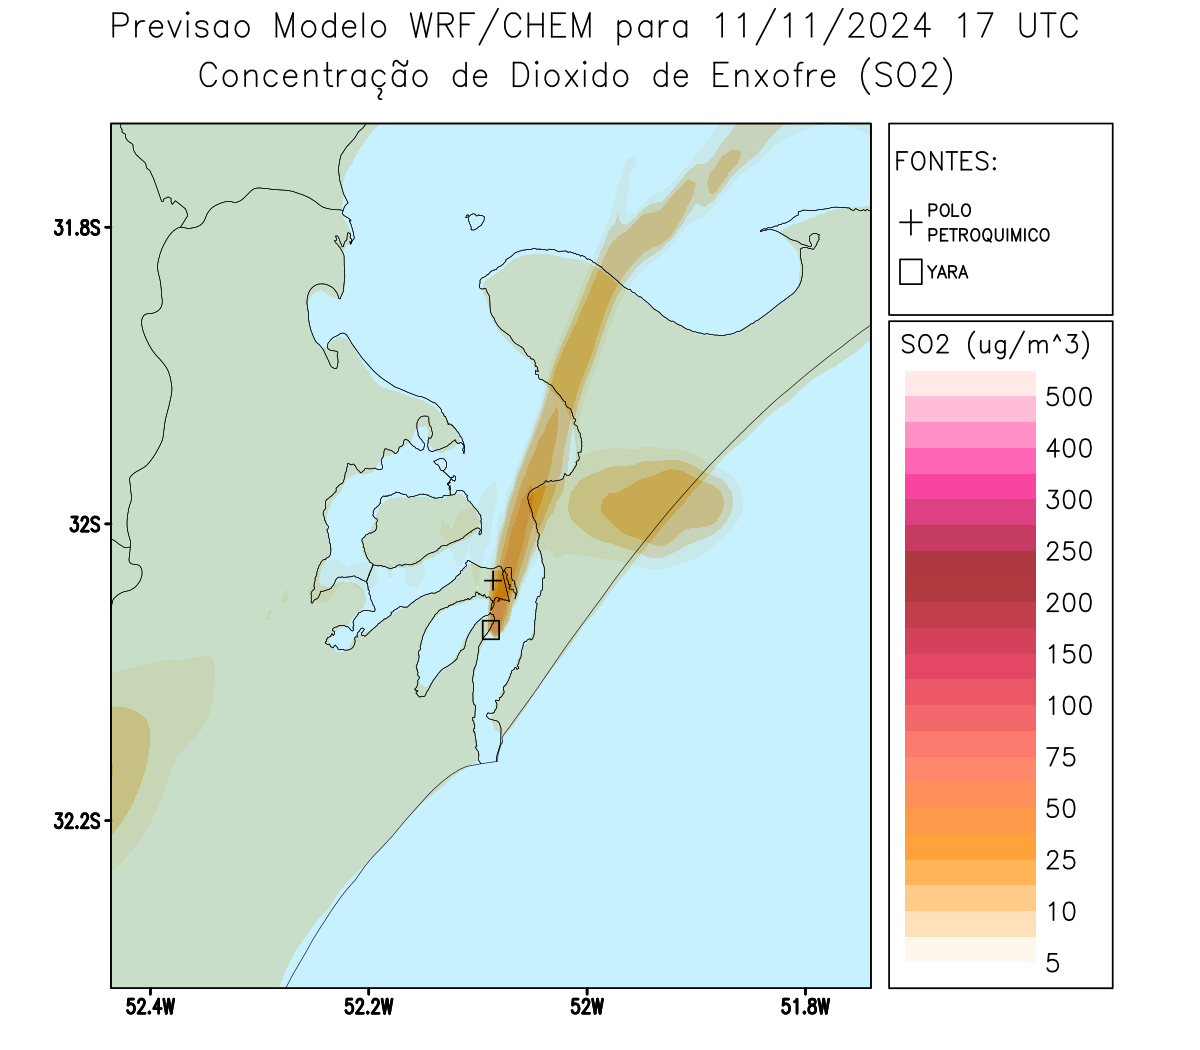 Previsao Modelo WRF/CHEM para 11/11/2024 17 UTC
Concentração de Dioxido de Enxofre (SO2)
FONTES:
POLO
PETROQUIMICO
YARA
SO2 (ug/m^3)
500
400
300
250
200
150
100
75
50
25
10
5
31.8S
32S
32.2S
52.4W
52.2W
52W
51.8W